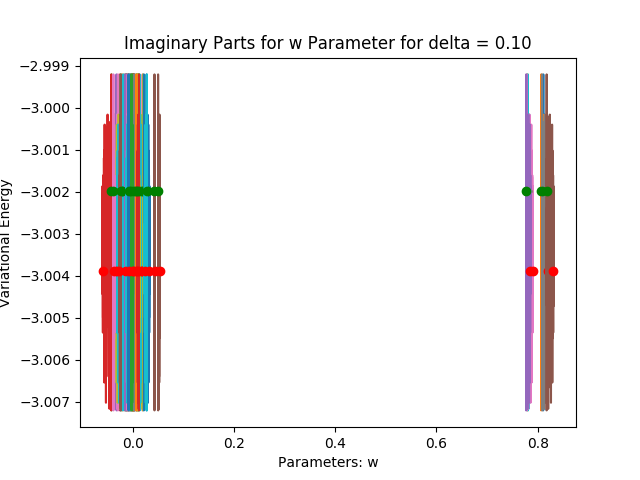 Imaginary Parts for w Parameter for delta = 0.10
Variational Energy
−2.999
−3.000
−3.001
−3.002
−3.003
−3.004
−3.005
−3.006
−3.007
0.0 0.2 0.4 0.6 0.8
Parameters: w